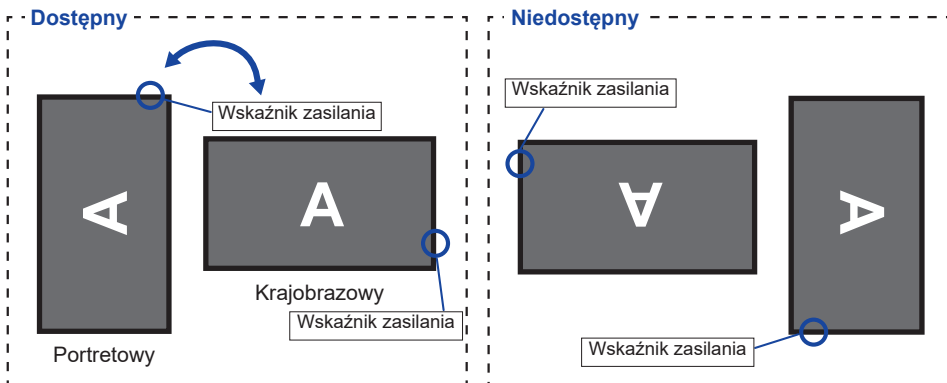 Dostępny
Wskaźnik zasilania
A
A
Krajobrazowy
Wskaźnik zasilania
Portretowy
Niedostępny
Wskaźnik zasilania
A
A
Wskaźnik zasilania